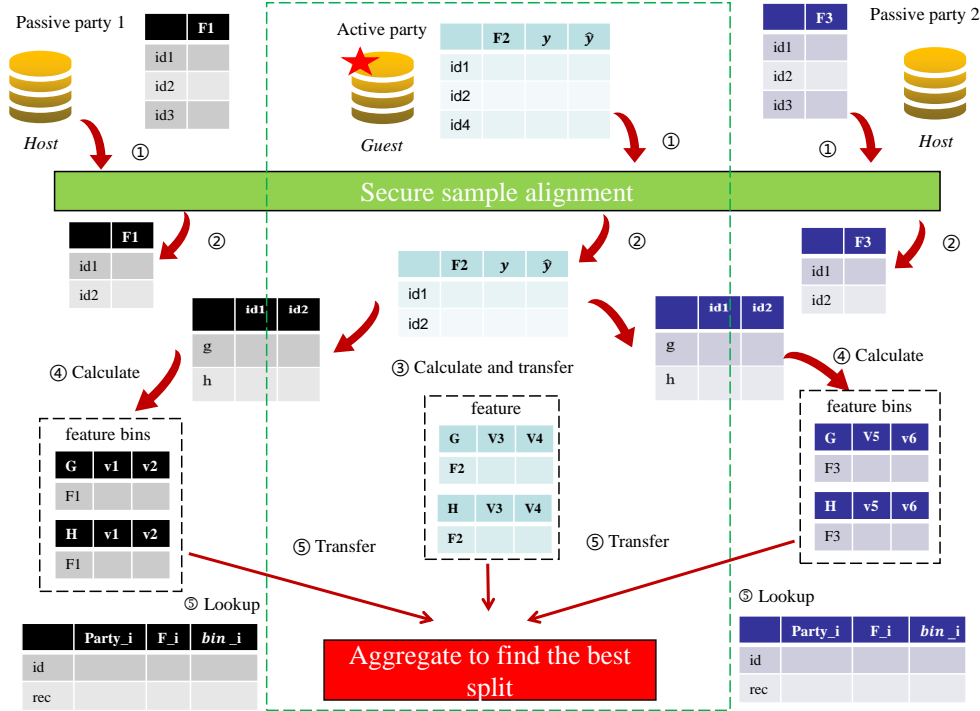 Passive party 1
F1
id1
id2
id3
Host
①
Active party
F2 y ŷ
id1
id2
id4
Guest
①
F3
id1
id2
id3
Passive party 2
Host
①
Secure sample alignment
F1
id1
id2
②
F2 y ŷ
id1
id2
②
F3
id1
id2
②
id1 id2
g
h
③ Calculate and transfer
id1 id2
g
h
④ Calculate
④ Calculate
feature bins
G v1 v2
F1
H v1 v2
F1
feature
G V3 V4
F2
H V3 V4
F2
feature bins
G V5 v6
F3
H v5 v6
F3
⑤ Transfer
⑤ Transfer
⑤ Lookup
Party_i F_i bin_i
id
rec
Aggregate to find the best
split
⑤ Lookup
Party_i F_i bin_i
id
rec